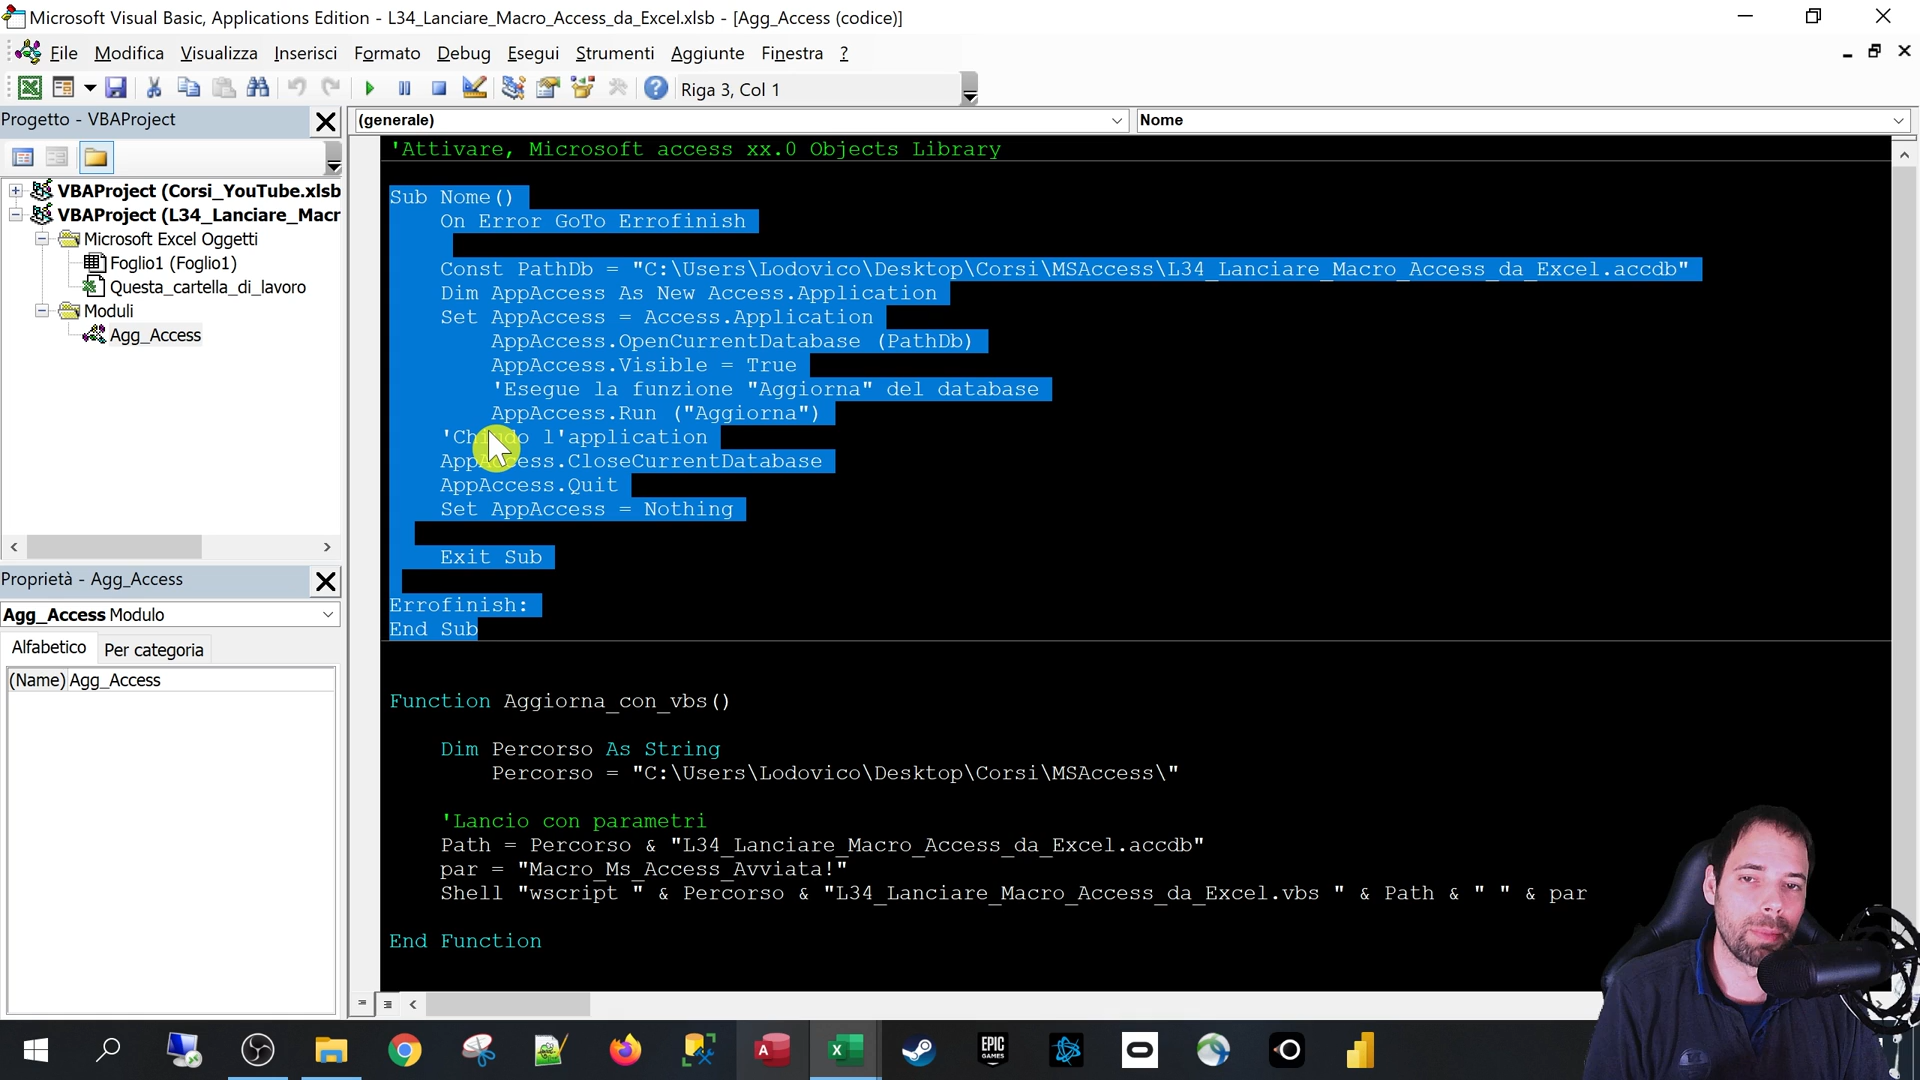 Microsoft Visual Basic, Applications Edition - L34_Lanciare_Macro_Access_da_Excel.xlsb - [Agg_Access (codice)]
File Modifica Visualizza Inserisci Formato Debug Esegui Strumenti Aggiunte Finestra ?
Riga 3, Col 1
Progetto - VBAProject
VBAProject (Corsi_YouTube.xlsb
VBAProject (L34_Lanciare_Macr
Microsoft Excel Oggetti
Foglio1 (Foglio1)
Questa_cartella_di_lavoro
Moduli
Agg_Access
Proprietà - Agg_Access
Agg_Access Modulo
Alfabetico Per categoria
(Name) Agg_Access
(generale) Nome
'Attivare, Microsoft access xx.0 Objects Library
Sub Nome()
On Error GoTo Errofinish
Const PathDb = "C:\Users\Lodovico\Desktop\Corsi\MSAccess\L34_Lanciare_Macro_Access_da_Excel.accdb"
Dim AppAccess As New Access.Application
Set AppAccess = Access.Application
AppAccess.OpenCurrentDatabase (PathDb)
AppAccess.Visible = True
'Esegue la funzione "Aggiorna" del database
AppAccess.Run ("Aggiorna")
'Chiudo l'application
AppAccess.CloseCurrentDatabase
AppAccess.Quit
Set AppAccess = Nothing
Exit Sub
Errofinish:
End Sub
Function Aggiorna_con_vbs()
Dim Percorso As String
Percorso = "C:\Users\Lodovico\Desktop\Corsi\MSAccess\"
'Lancio con parametri
Path = Percorso & "L34_Lanciare_Macro_Access_da_Excel.accdb"
par = "Macro_Ms_Access_Avviata!"
Shell "wscript " & Percorso & "L34_Lanciare_Macro_Access_da_Excel.vbs " & Path & " " & par
End Function
EPIC GAMES